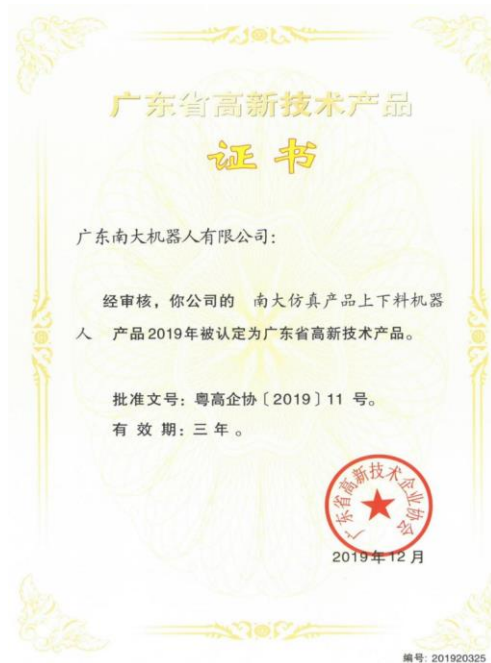 广东省高新技术产品
证书
广东南大机器人有限公司：
经审核，你公司的 南大仿真产品上下料机器
人 产品2019年被认定为广东省高新技术产品。
批准文号：粤高企协〔2019〕11 号。
有 效 期：三 年 。
广东省高新技术企业协会
2019年12月
编号: 201920325